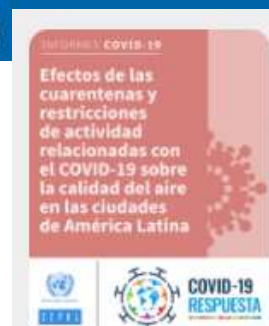 INFORMES COVID-19
Efectos de las
cuarentenas y
restricciones
de actividad
relacionadas con
el COVID-19 sobre
la calidad del aire
en las ciudades
de América Latina
CEPAL
COVID-19
RESPUESTA